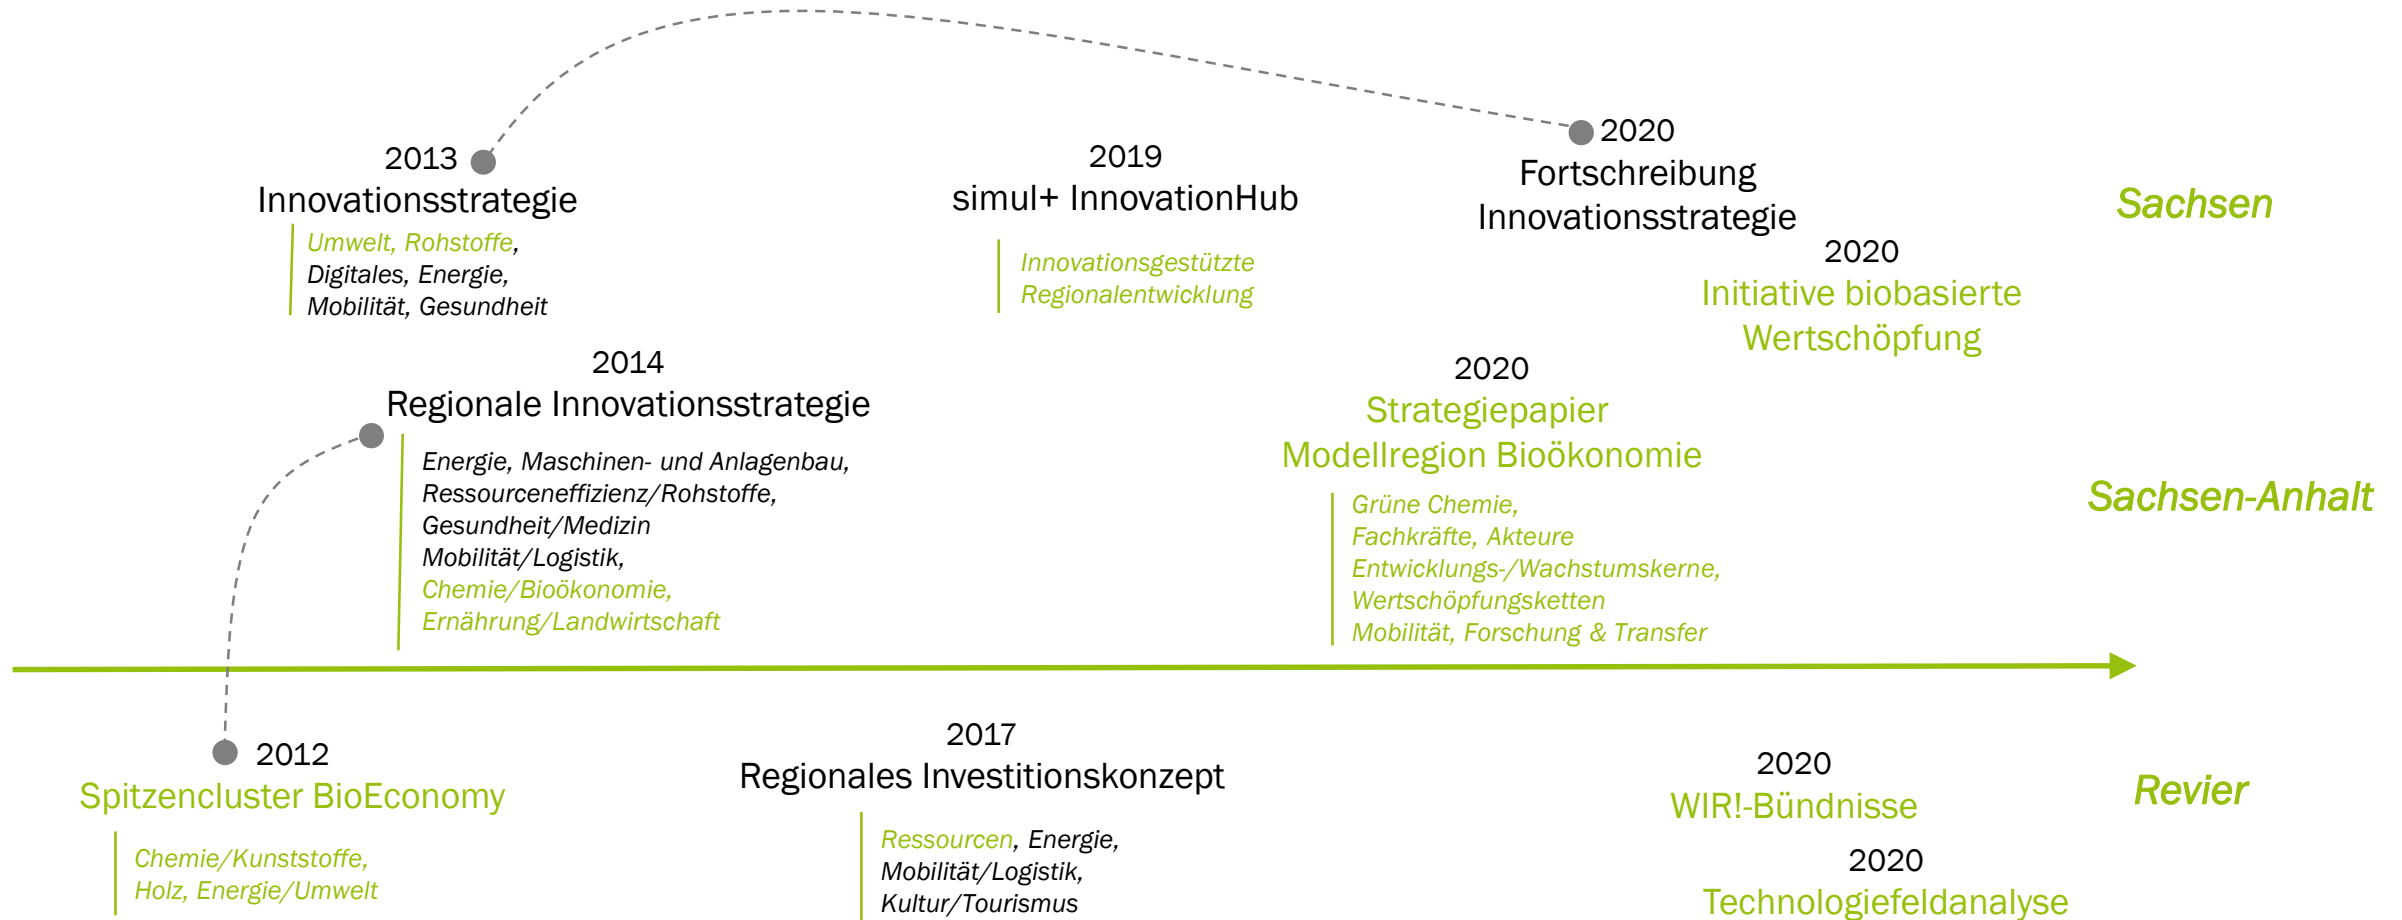 2013
Innovationsstrategie
Umwelt, Rohstoffe,
Digitales, Energie,
Mobilität, Gesundheit
2019
simul+ InnovationHub
Innovationsgestützte
Regionalentwicklung
2020
Fortschreibung
Innovationsstrategie
2020
Initiative biobasierte
Wertschöpfung
Sachsen
2014
Regionale Innovationsstrategie
Energie, Maschinen- und Anlagenbau,
Ressourceneffizienz/Rohstoffe,
Gesundheit/Medizin
Mobilität/Logistik,
Chemie/Bioökonomie,
Ernährung/Landwirtschaft
2020
Strategiepapier
Modellregion Bioökonomie
Grüne Chemie,
Fachkräfte, Akteure
Entwicklungs-/Wachstumskerne,
Wertschöpfungsketten
Mobilität, Forschung & Transfer
Sachsen-Anhalt
2012
Spitzencluster BioEconomy
Chemie/Kunststoffe,
Holz, Energie/Umwelt
2017
Regionales Investitionskonzept
Ressourcen, Energie,
Mobilität/Logistik,
Kultur/Tourismus
2020
WIR!-Bündnisse
2020
Technologiefeldanalyse
Revier